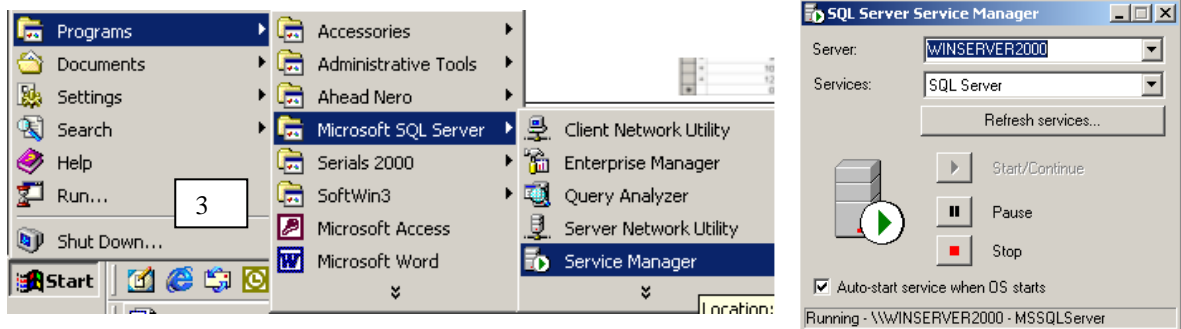 Programs
Documents
Settings
Search
Help
Run...
3
Shut Down...
Start
Accessories
Administrative Tools
Ahead Nero
Microsoft SQL Server
Serials 2000
SoftWin3
Microsoft Access
Microsoft Word
Client Network Utility
Enterprise Manager
Query Analyzer
Server Network Utility
Service Manager
Location:
SQL Server Service Manager
Server: WINSERVER2000
Services: SQL Server
Refresh services...
Start/Continue
Pause
Stop
Auto-start service when OS starts
Running - \\WINSERVER2000 - MSSQLServer